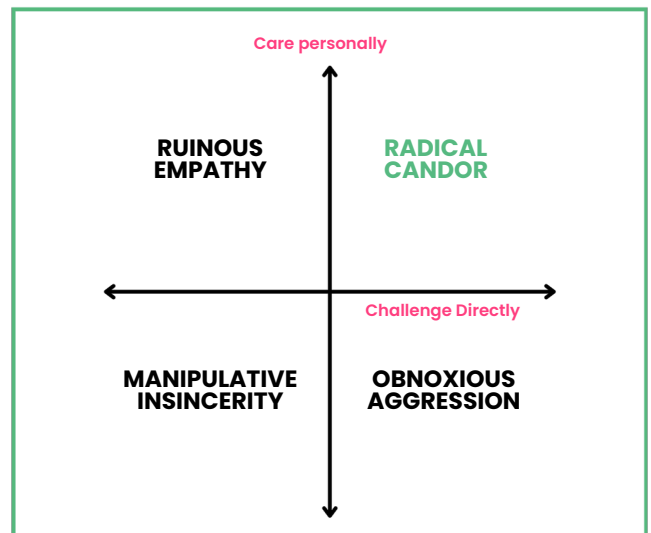 Care personally
RUINOUS
EMPATHY
RADICAL
CANDOR
Challenge Directly
MANIPULATIVE
INSINCERITY
OBNOXIOUS
AGGRESSION